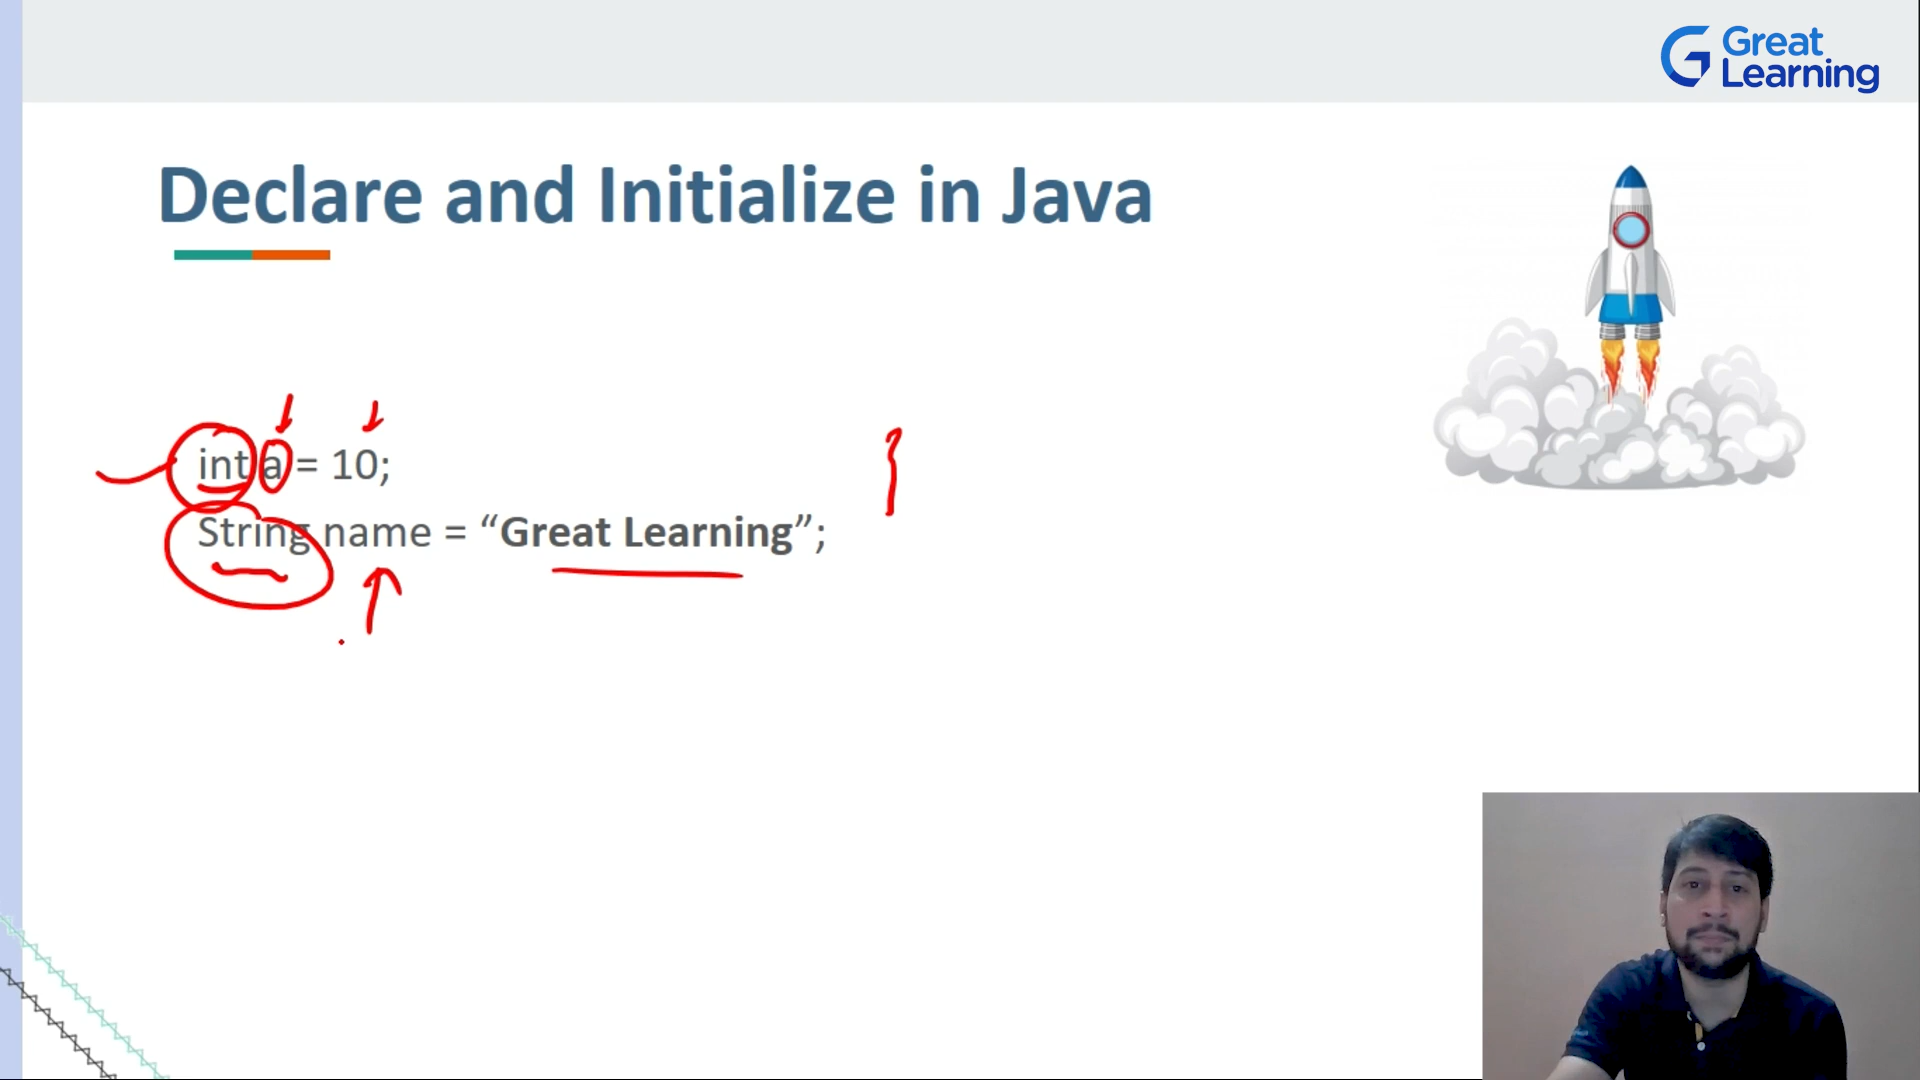 Great
Learning
Declare and Initialize in Java
int a = 10;
String name = “Great Learning”;